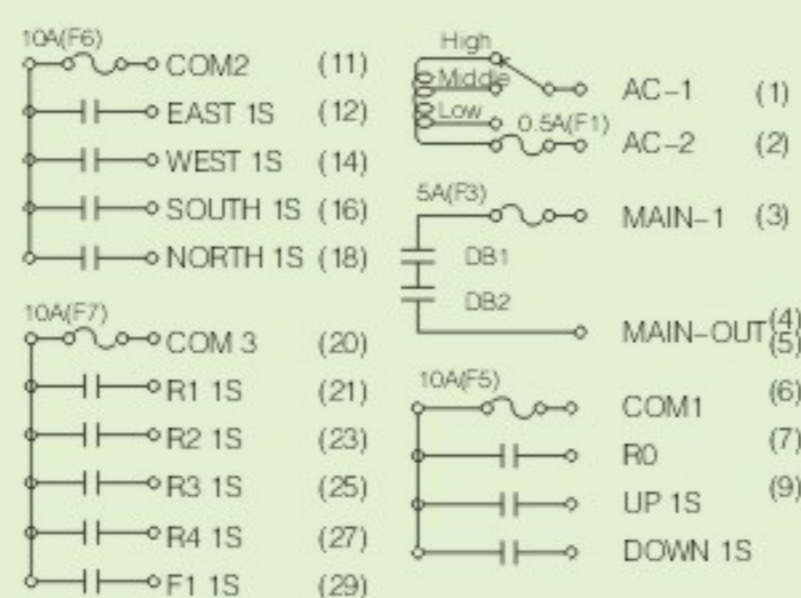 10A(F6)
COM2 (11)
EAST 1S (12)
WEST 1S (14)
SOUTH 1S (16)
NORTH 1S (18)
10A(F7)
COM 3 (20)
R1 1S (21)
R2 1S (23)
R3 1S (25)
R4 1S (27)
F1 1S (29)
High
Middle
Low
0.5A(F1)
AC-1 (1)
AC-2 (2)
5A(F3)
MAIN-1 (3)
DB1
DB2
MAIN-OUT (4)
(5)
10A(F5)
COM1 (6)
R0 (7)
UP 1S (9)
DOWN 1S